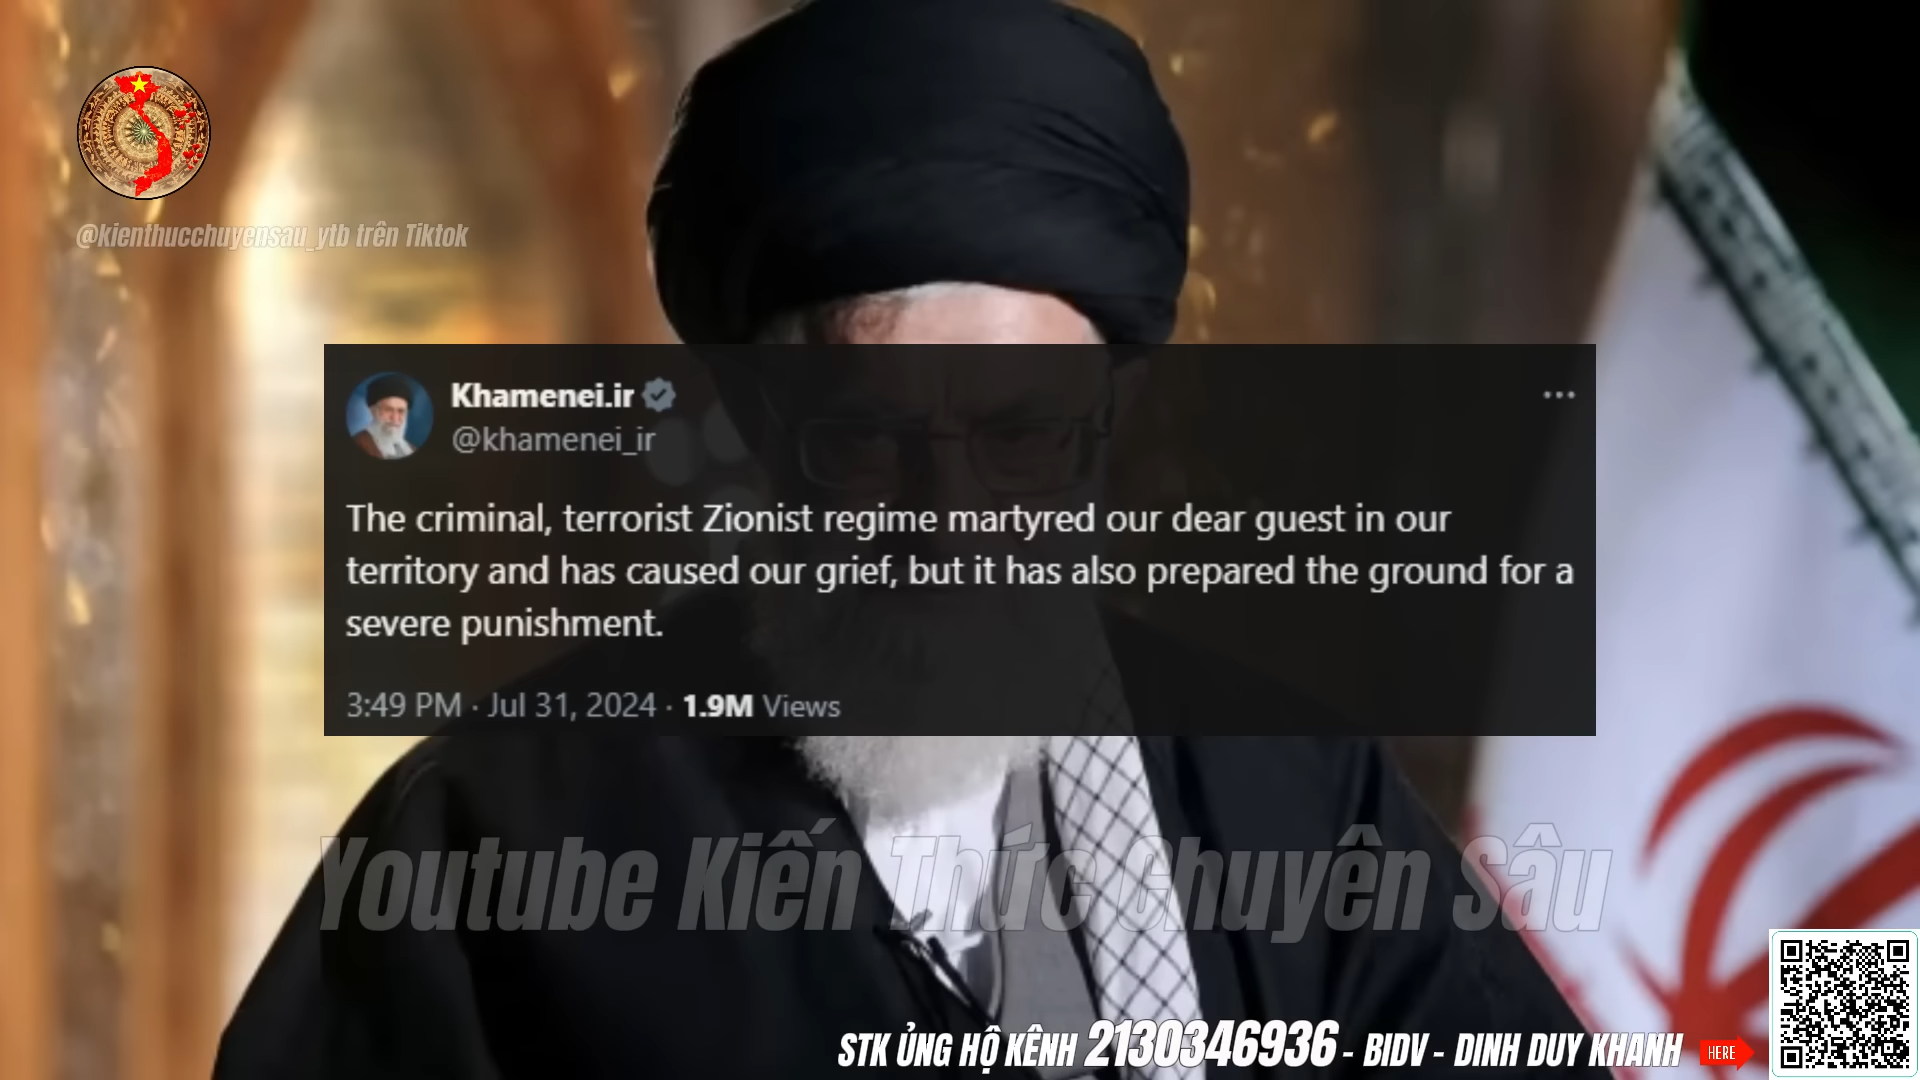 @kienthucchuyensau_ytb trên Tiktok
Khamenei.ir
@khamenei_ir
The criminal, terrorist Zionist regime martyred our dear guest in our
territory and has caused our grief, but it has also prepared the ground for a
severe punishment.
3:49 PM · Jul 31, 2024 · 1.9M Views
Youtube Kiến Thức Chuyên Sâu
STK ỦNG HỘ KÊNH 2130346936 - BIDV - DINH DUY KHANH
HERE